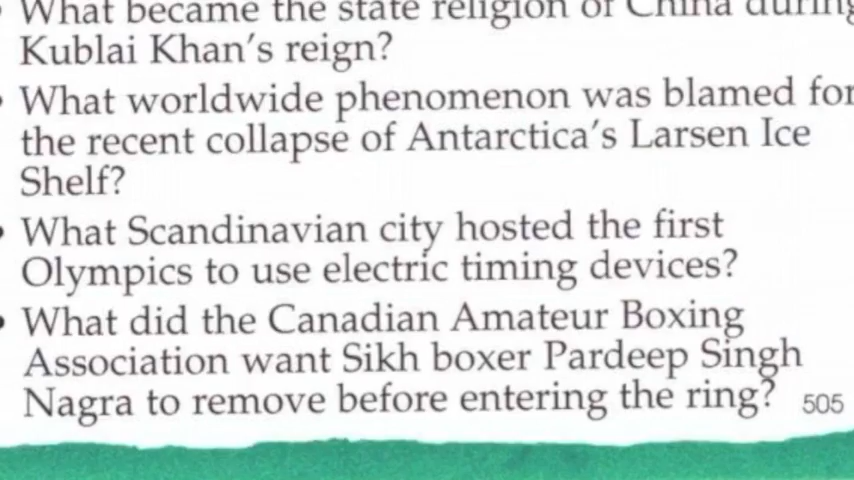 What became the state religion of China during
Kublai Khan's reign?
• What worldwide phenomenon was blamed for
the recent collapse of Antarctica's Larsen Ice
Shelf?
• What Scandinavian city hosted the first
Olympics to use electric timing devices?
• What did the Canadian Amateur Boxing
Association want Sikh boxer Pardeep Singh
Nagra to remove before entering the ring? 505